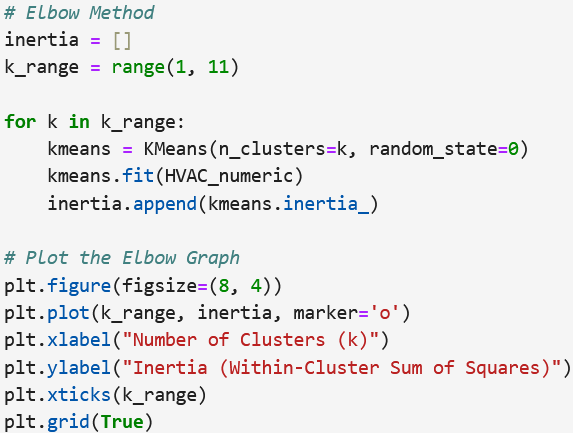 # Elbow Method
inertia = []
k_range = range(1, 11)

for k in k_range:
    kmeans = KMeans(n_clusters=k, random_state=0)
    kmeans.fit(HVAC_numeric)
    inertia.append(kmeans.inertia_)

# Plot the Elbow Graph
plt.figure(figsize=(8, 4))
plt.plot(k_range, inertia, marker='o')
plt.xlabel("Number of Clusters (k)")
plt.ylabel("Inertia (Within-Cluster Sum of Squares)")
plt.xticks(k_range)
plt.grid(True)